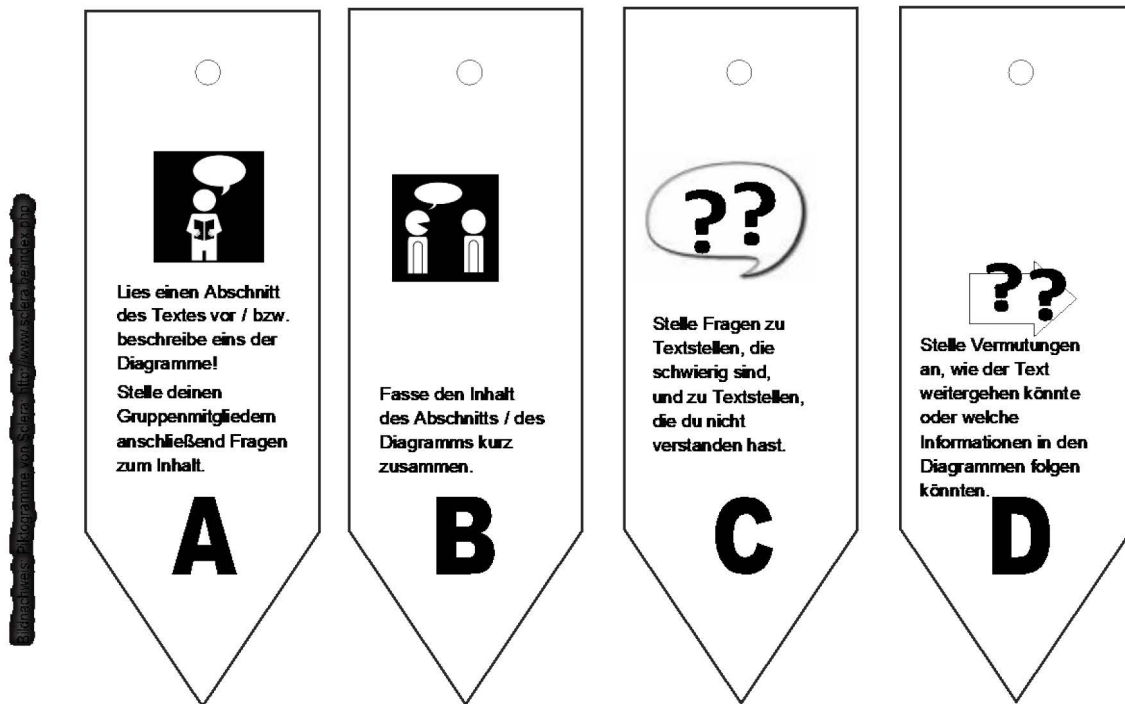 Bildnachweis: Piktogramme von Sclera http://www.sclera.be/index.php
Lies einen Abschnitt
des Textes vor / bzw.
beschreibe eins der
Diagramme!
Stelle deinen
Gruppenmitgliedern
anschließend Fragen
zum Inhalt.
A
Fasse den Inhalt
des Abschnitts / des
Diagramms kurz
zusammen.
B
??
Stelle Fragen zu
Textstellen, die
schwierig sind,
und zu Textstellen,
die du nicht
verstanden hast.
C
??
Stelle Vermutungen
an, wie der Text
weitergehen könnte
oder welche
Informationen in den
Diagrammen folgen
könnten.
D